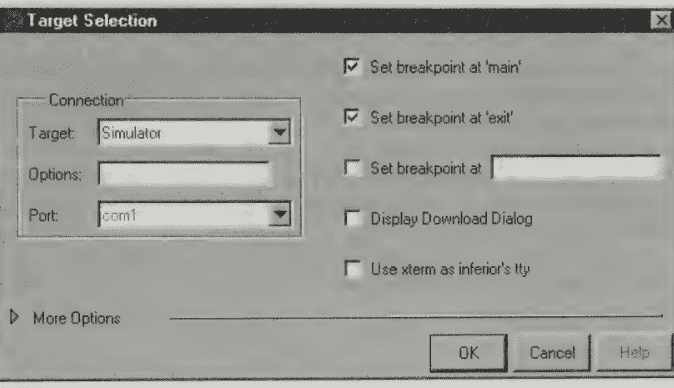 Target Selection
Connection
Target: Simulator
Options:
Port: com1
Set breakpoint at 'main'
Set breakpoint at 'exit'
Set breakpoint at
Display Download Dialog
Use xterm as inferior's tty
More Options
OK
Cancel
Help